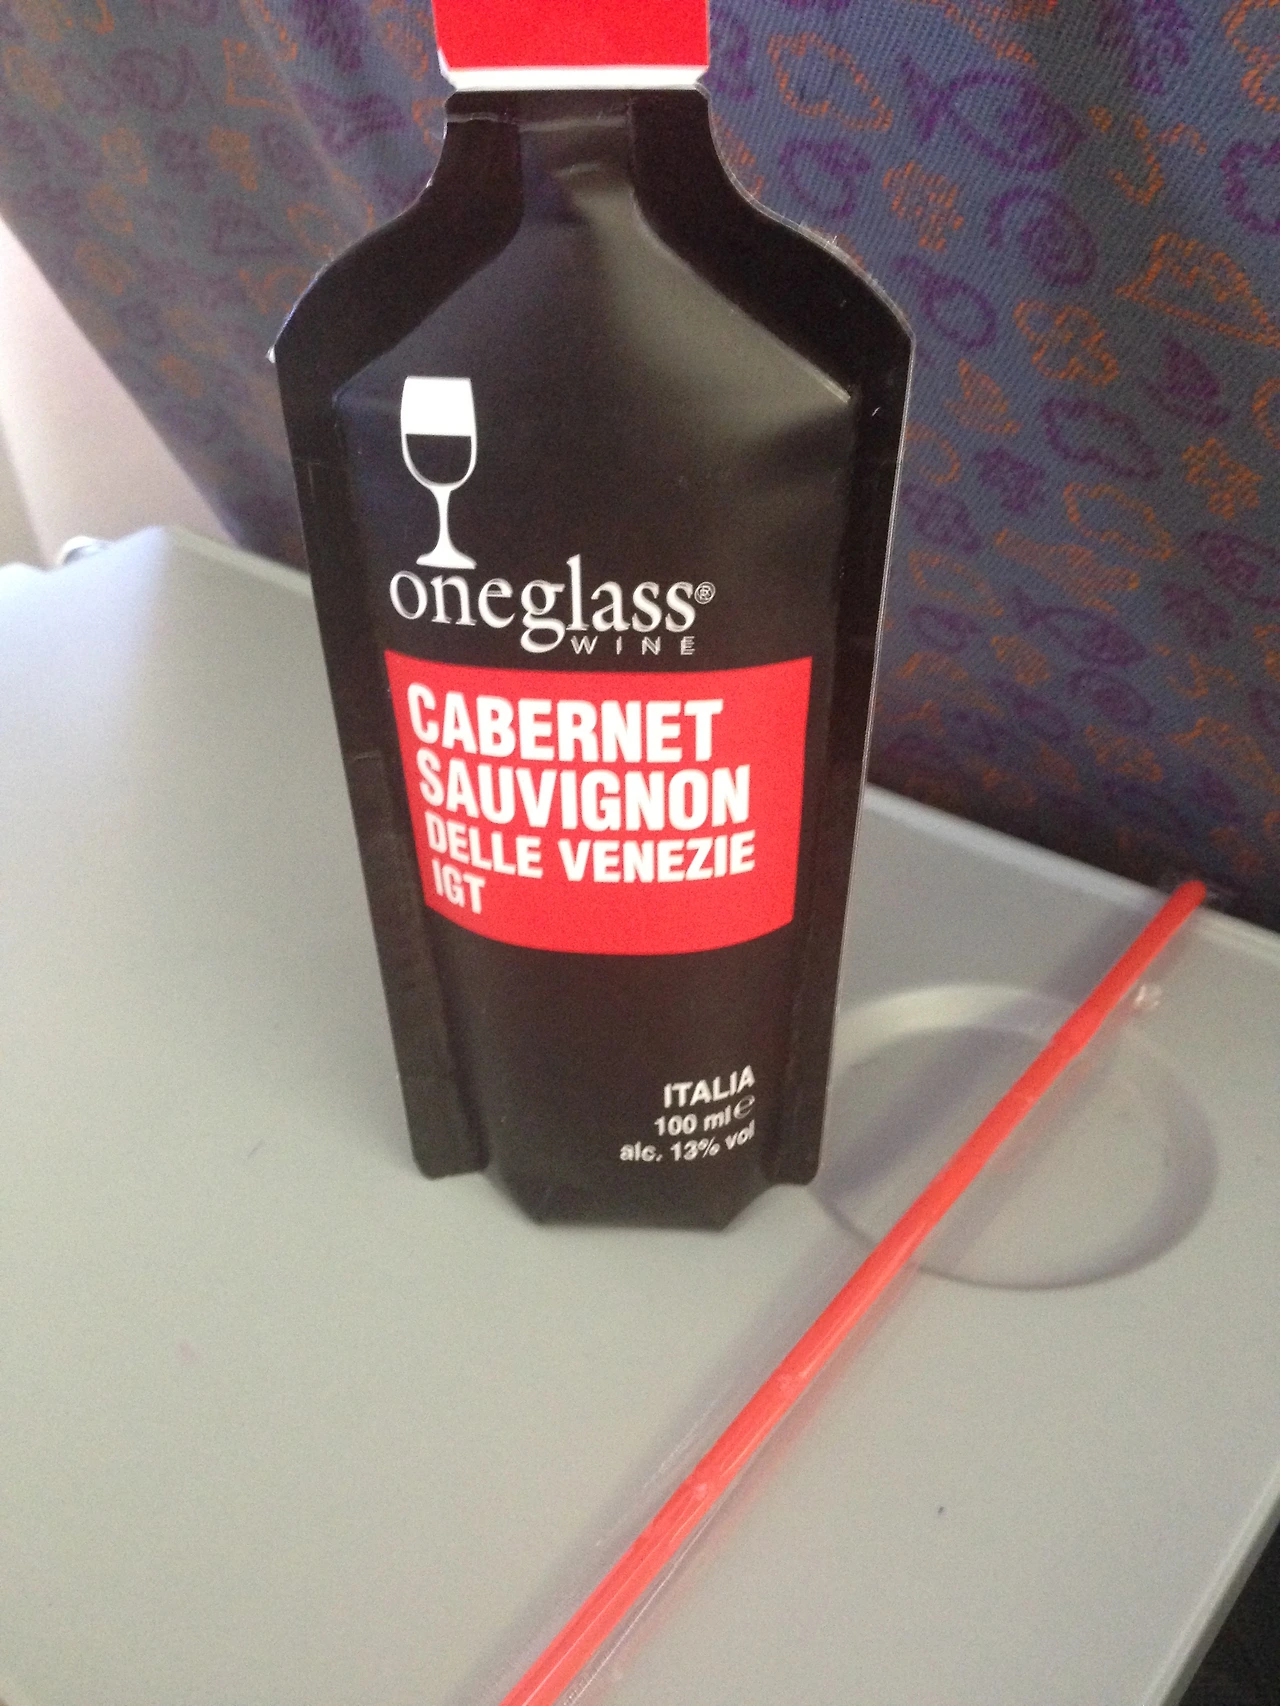 oneglass®
WINE
CABERNET
SAUVIGNON
DELLE VENEZIE
IGT
ITALIA
100 ml ℮
alc. 13% vol